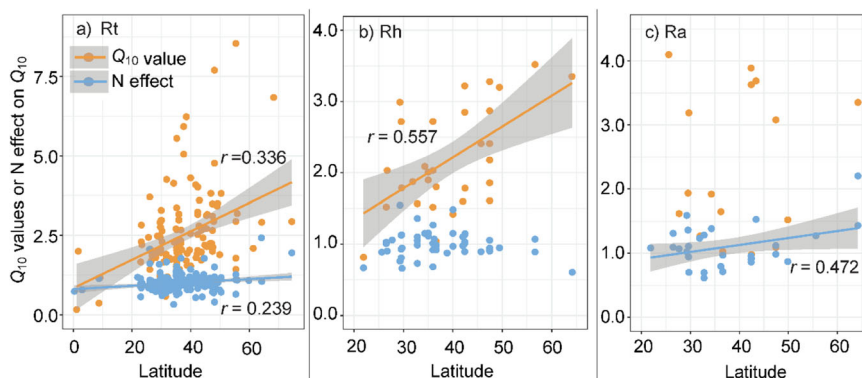 a) Rt
Q10 value
N effect
r =0.336
r = 0.239
7.5
5.0
2.5
0.0
0 20 40 60
Latitude
Q10 values or N effect on Q10
b) Rh
r = 0.557
4.0
3.0
2.0
1.0
0.0
20 30 40 50 60
Latitude
c) Ra
r = 0.472
4.0
3.0
2.0
1.0
0.0
20 30 40 50 60
Latitude